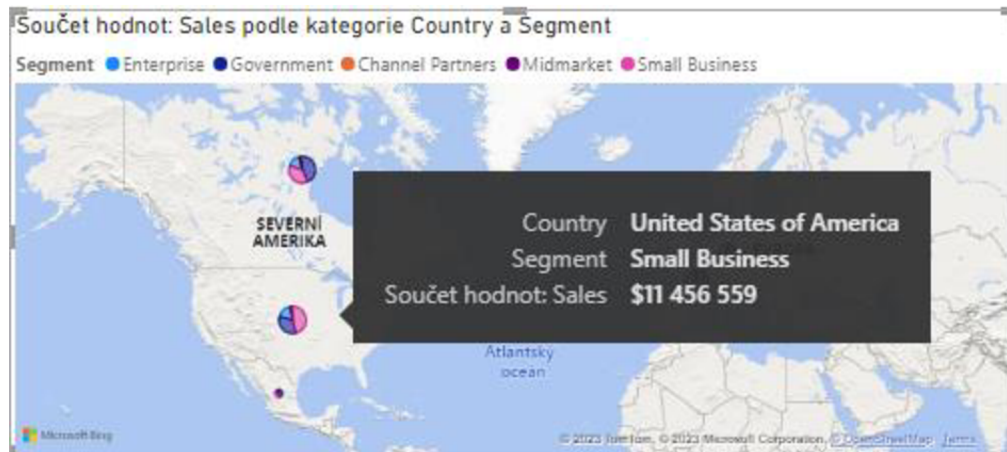 Součet hodnot: Sales podle kategorie Country a Segment
Segment Enterprise Government Channel Partners Midmarket Small Business
SEVERNÍ
AMERIKA
Country United States of America
Segment Small Business
Součet hodnot: Sales $11 456 559
Atlantský
oceán
Microsoft Bing
© 2023 TomTom, © 2023 Microsoft Corporation, © OpenStreetMap Terms